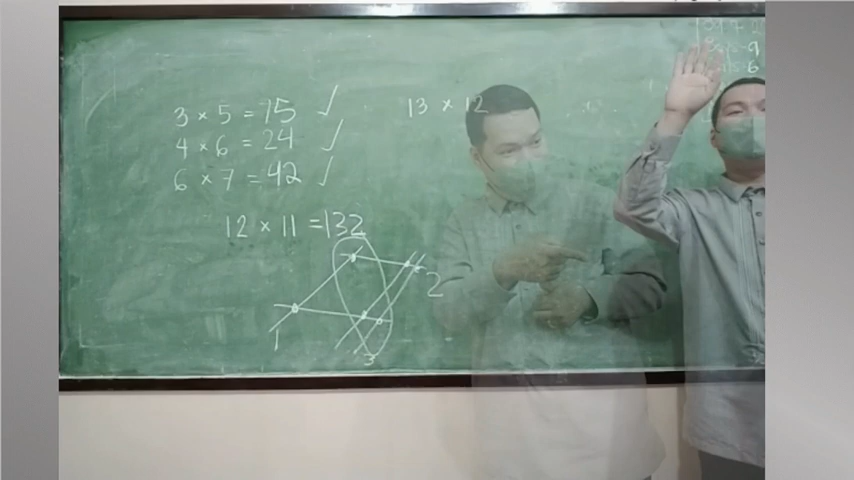 3 × 5 = 15 ✓
4 × 6 = 24 ✓
6 × 7 = 42 ✓
13 × 12
12 × 11 = 132
1
2
3